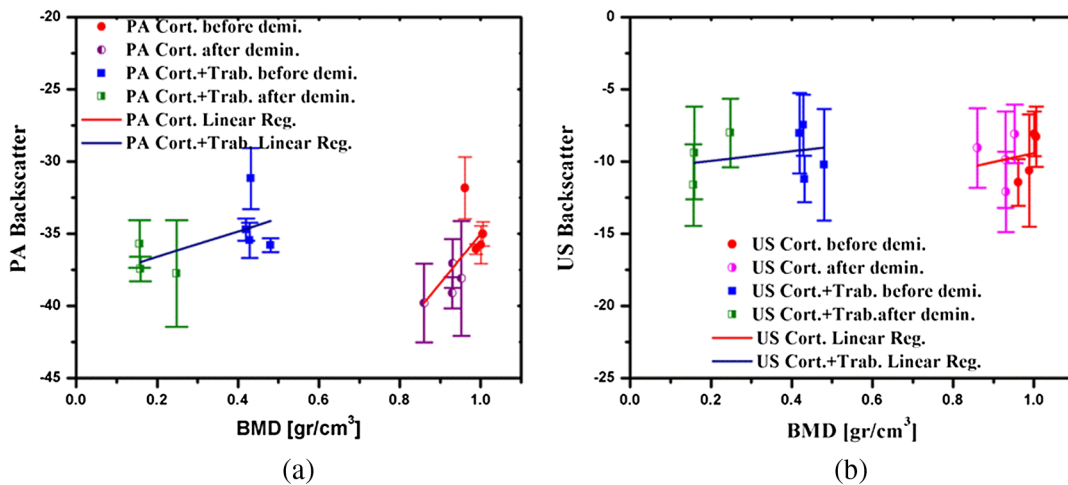 -20
-25
-30
-35
-40
-45
PA Backscatter
PA Cort. before demi.
PA Cort. after demin.
PA Cort.+Trab. before demi.
PA Cort.+Trab. after demin.
PA Cort. Linear Reg.
PA Cort.+Trab. Linear Reg.
0.0 0.2 0.4 0.6 0.8 1.0
BMD [gr/cm³]
(a)
0
-5
-10
-15
-20
-25
US Backscatter
US Cort. before demi.
US Cort. after demin.
US Cort.+Trab. before demi.
US Cort.+Trab.after demin.
US Cort. Linear Reg.
US Cort.+Trab. Linear Reg.
0.0 0.2 0.4 0.6 0.8 1.0
BMD [gr/cm³]
(b)